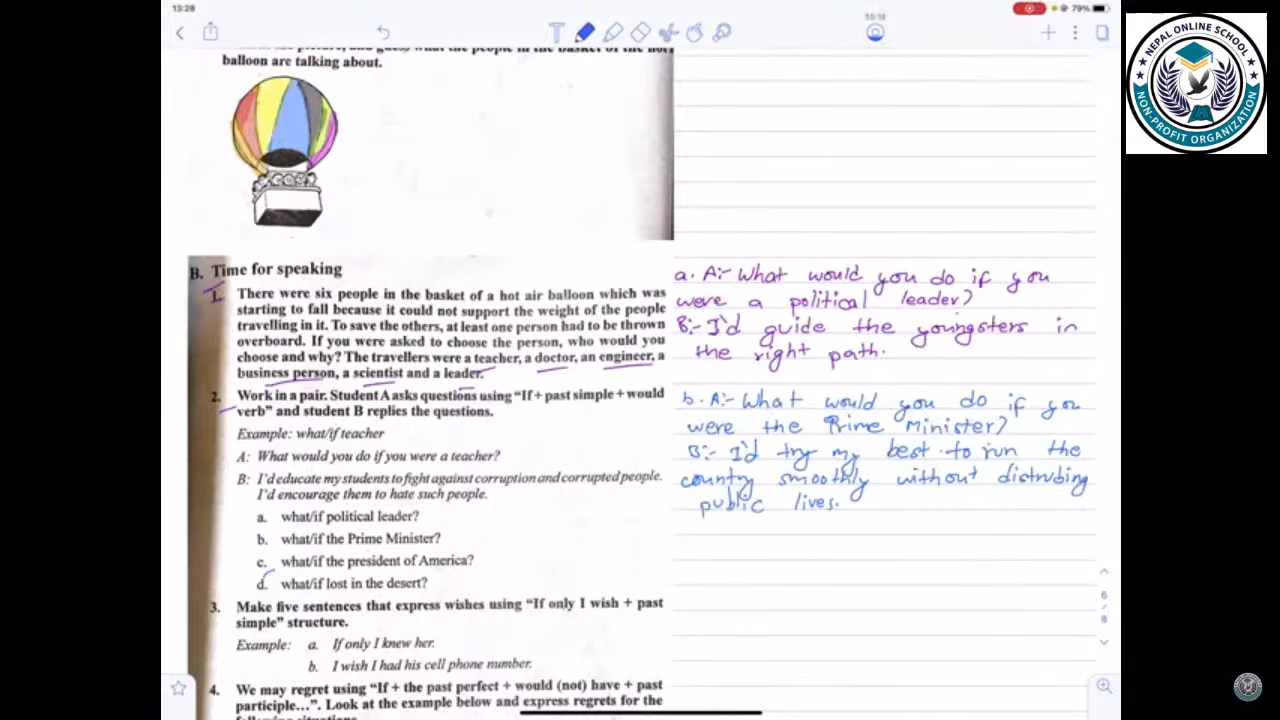 13:28
79%
55:18
balloon are talking about.
B. Time for speaking
1. There were six people in the basket of a hot air balloon which was
starting to fall because it could not support the weight of the people
travelling in it. To save the others, at least one person had to be thrown
overboard. If you were asked to choose the person, who would you
choose and why? The travellers were a teacher, a doctor, an engineer, a
business person, a scientist and a leader.
2. Work in a pair. Student A asks questions using "If + past simple + would
verb" and student B replies the questions.
Example: what/if teacher
A: What would you do if you were a teacher?
B: I'd educate my students to fight against corruption and corrupted people.
I'd encourage them to hate such people.
a. what/if political leader?
b. what/if the Prime Minister?
c. what/if the president of America?
d. what/if lost in the desert?
3. Make five sentences that express wishes using "If only I wish + past
simple" structure.
Example: a. If only I knew her.
b. I wish I had his cell phone number.
4. We may regret using "If + the past perfect + would (not) have + past
participle...". Look at the example below and express regrets for the
a. A:- What would you do if you
were a political leader?
B:- I'd guide the youngsters in
the right path.
b. A:- What would you do if you
were the Prime Minister?
B:- I'd try my best to run the
country smoothly without distrubing
public lives.
6
/
8
NEPAL ONLINE SCHOOL
NON-PROFIT ORGANIZATION